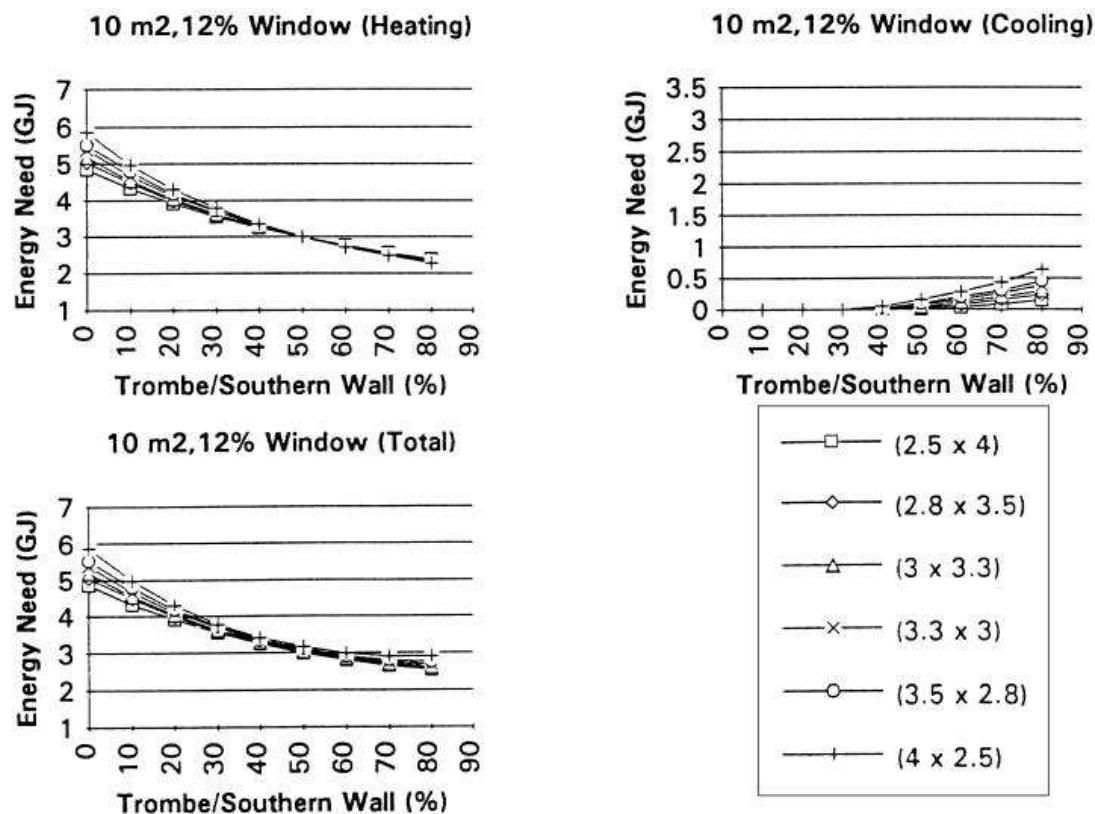 10 m2,12% Window (Heating)
Energy Need (GJ)
7
6
5
4
3
2
1
0 10 20 30 40 50 60 70 80 90
Trombe/Southern Wall (%)
10 m2,12% Window (Cooling)
Energy Need (GJ)
3.5
3
2.5
2
1.5
1
0.5
0
0 10 20 30 40 50 60 70 80 90
Trombe/Southern Wall (%)
10 m2,12% Window (Total)
Energy Need (GJ)
7
6
5
4
3
2
1
0 10 20 30 40 50 60 70 80 90
Trombe/Southern Wall (%)
(2.5 x 4)
(2.8 x 3.5)
(3 x 3.3)
(3.3 x 3)
(3.5 x 2.8)
(4 x 2.5)